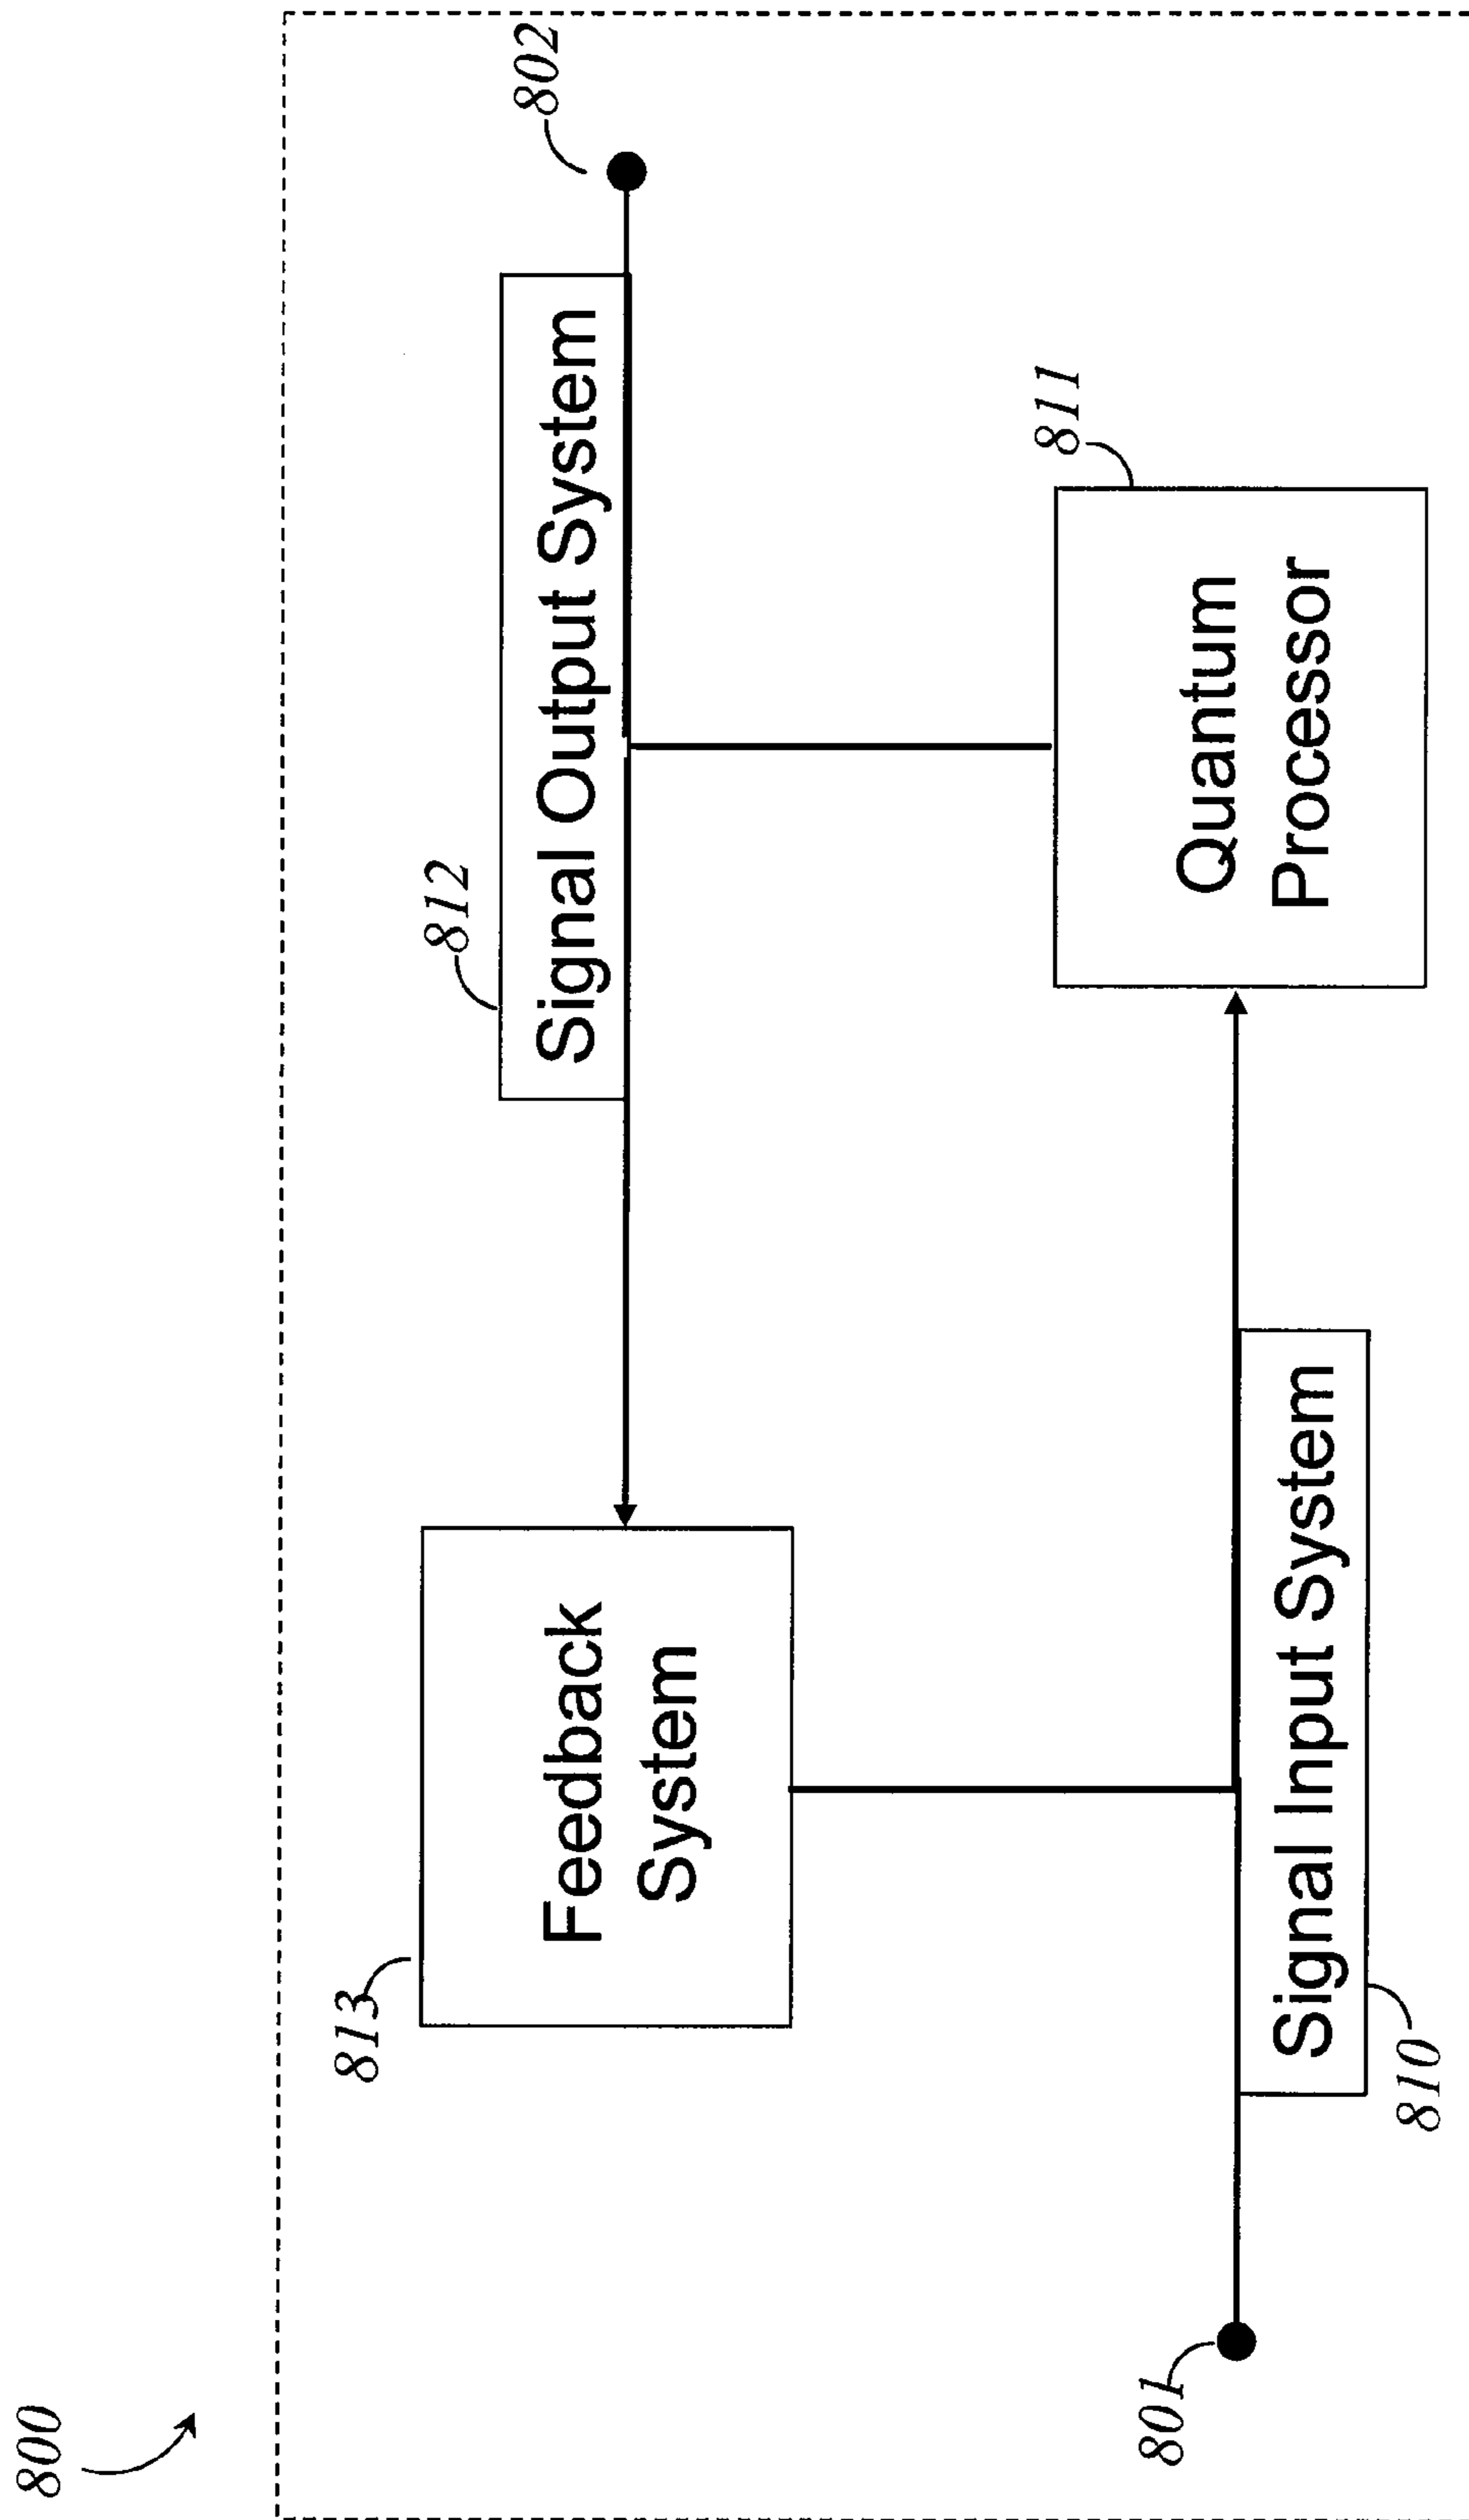 800
813
Feedback
System
812
Signal Output System
802
801
Signal Input System
810
811
Quantum
Processor